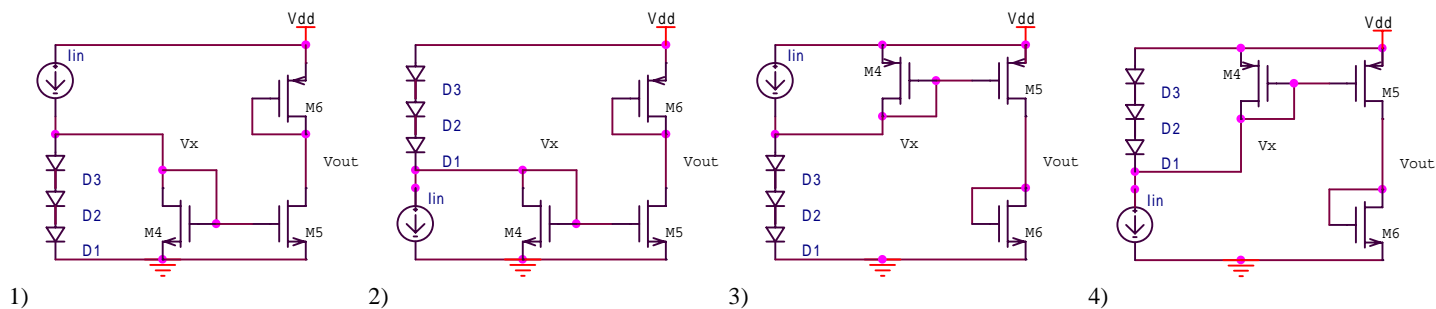 Vdd
Iin
M6
D3
Vx
D2
Vout
D1
M4
M5
1)
Vdd
D3
M6
D2
Vx
D1
Vout
Iin
M4
M5
2)
Vdd
Iin
M4
M5
Vx
D3
Vout
D2
D1
M6
3)
Vdd
M4
D3
M5
D2
Vx
D1
Vout
Iin
M6
4)